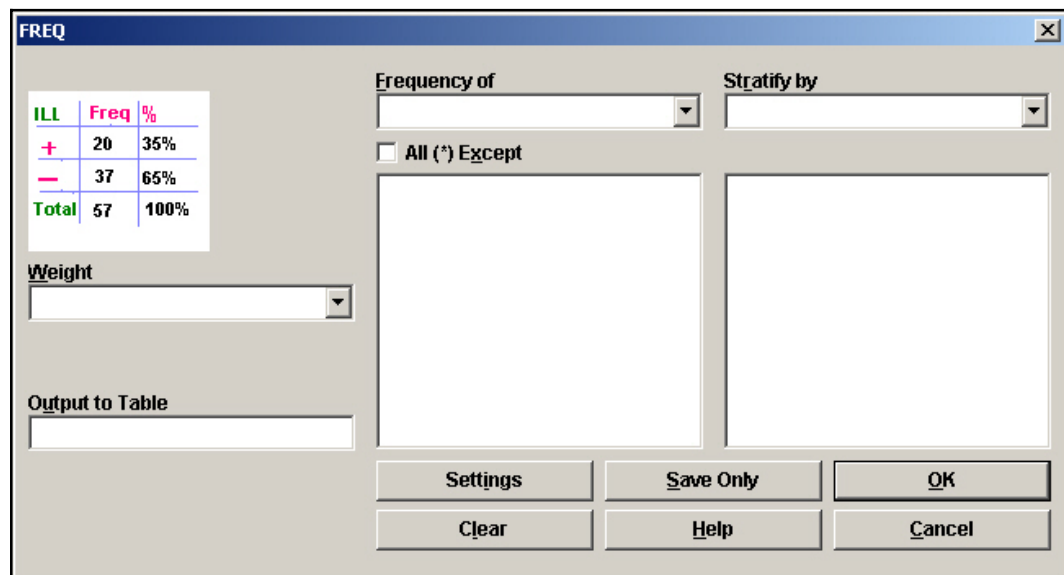 FREQ
ILL Freq %
+ 20 35%
— 37 65%
Total 57 100%
Weight
Output to Table
Frequency of
All (*) Except
Stratify by
Settings Save Only OK
Clear Help Cancel